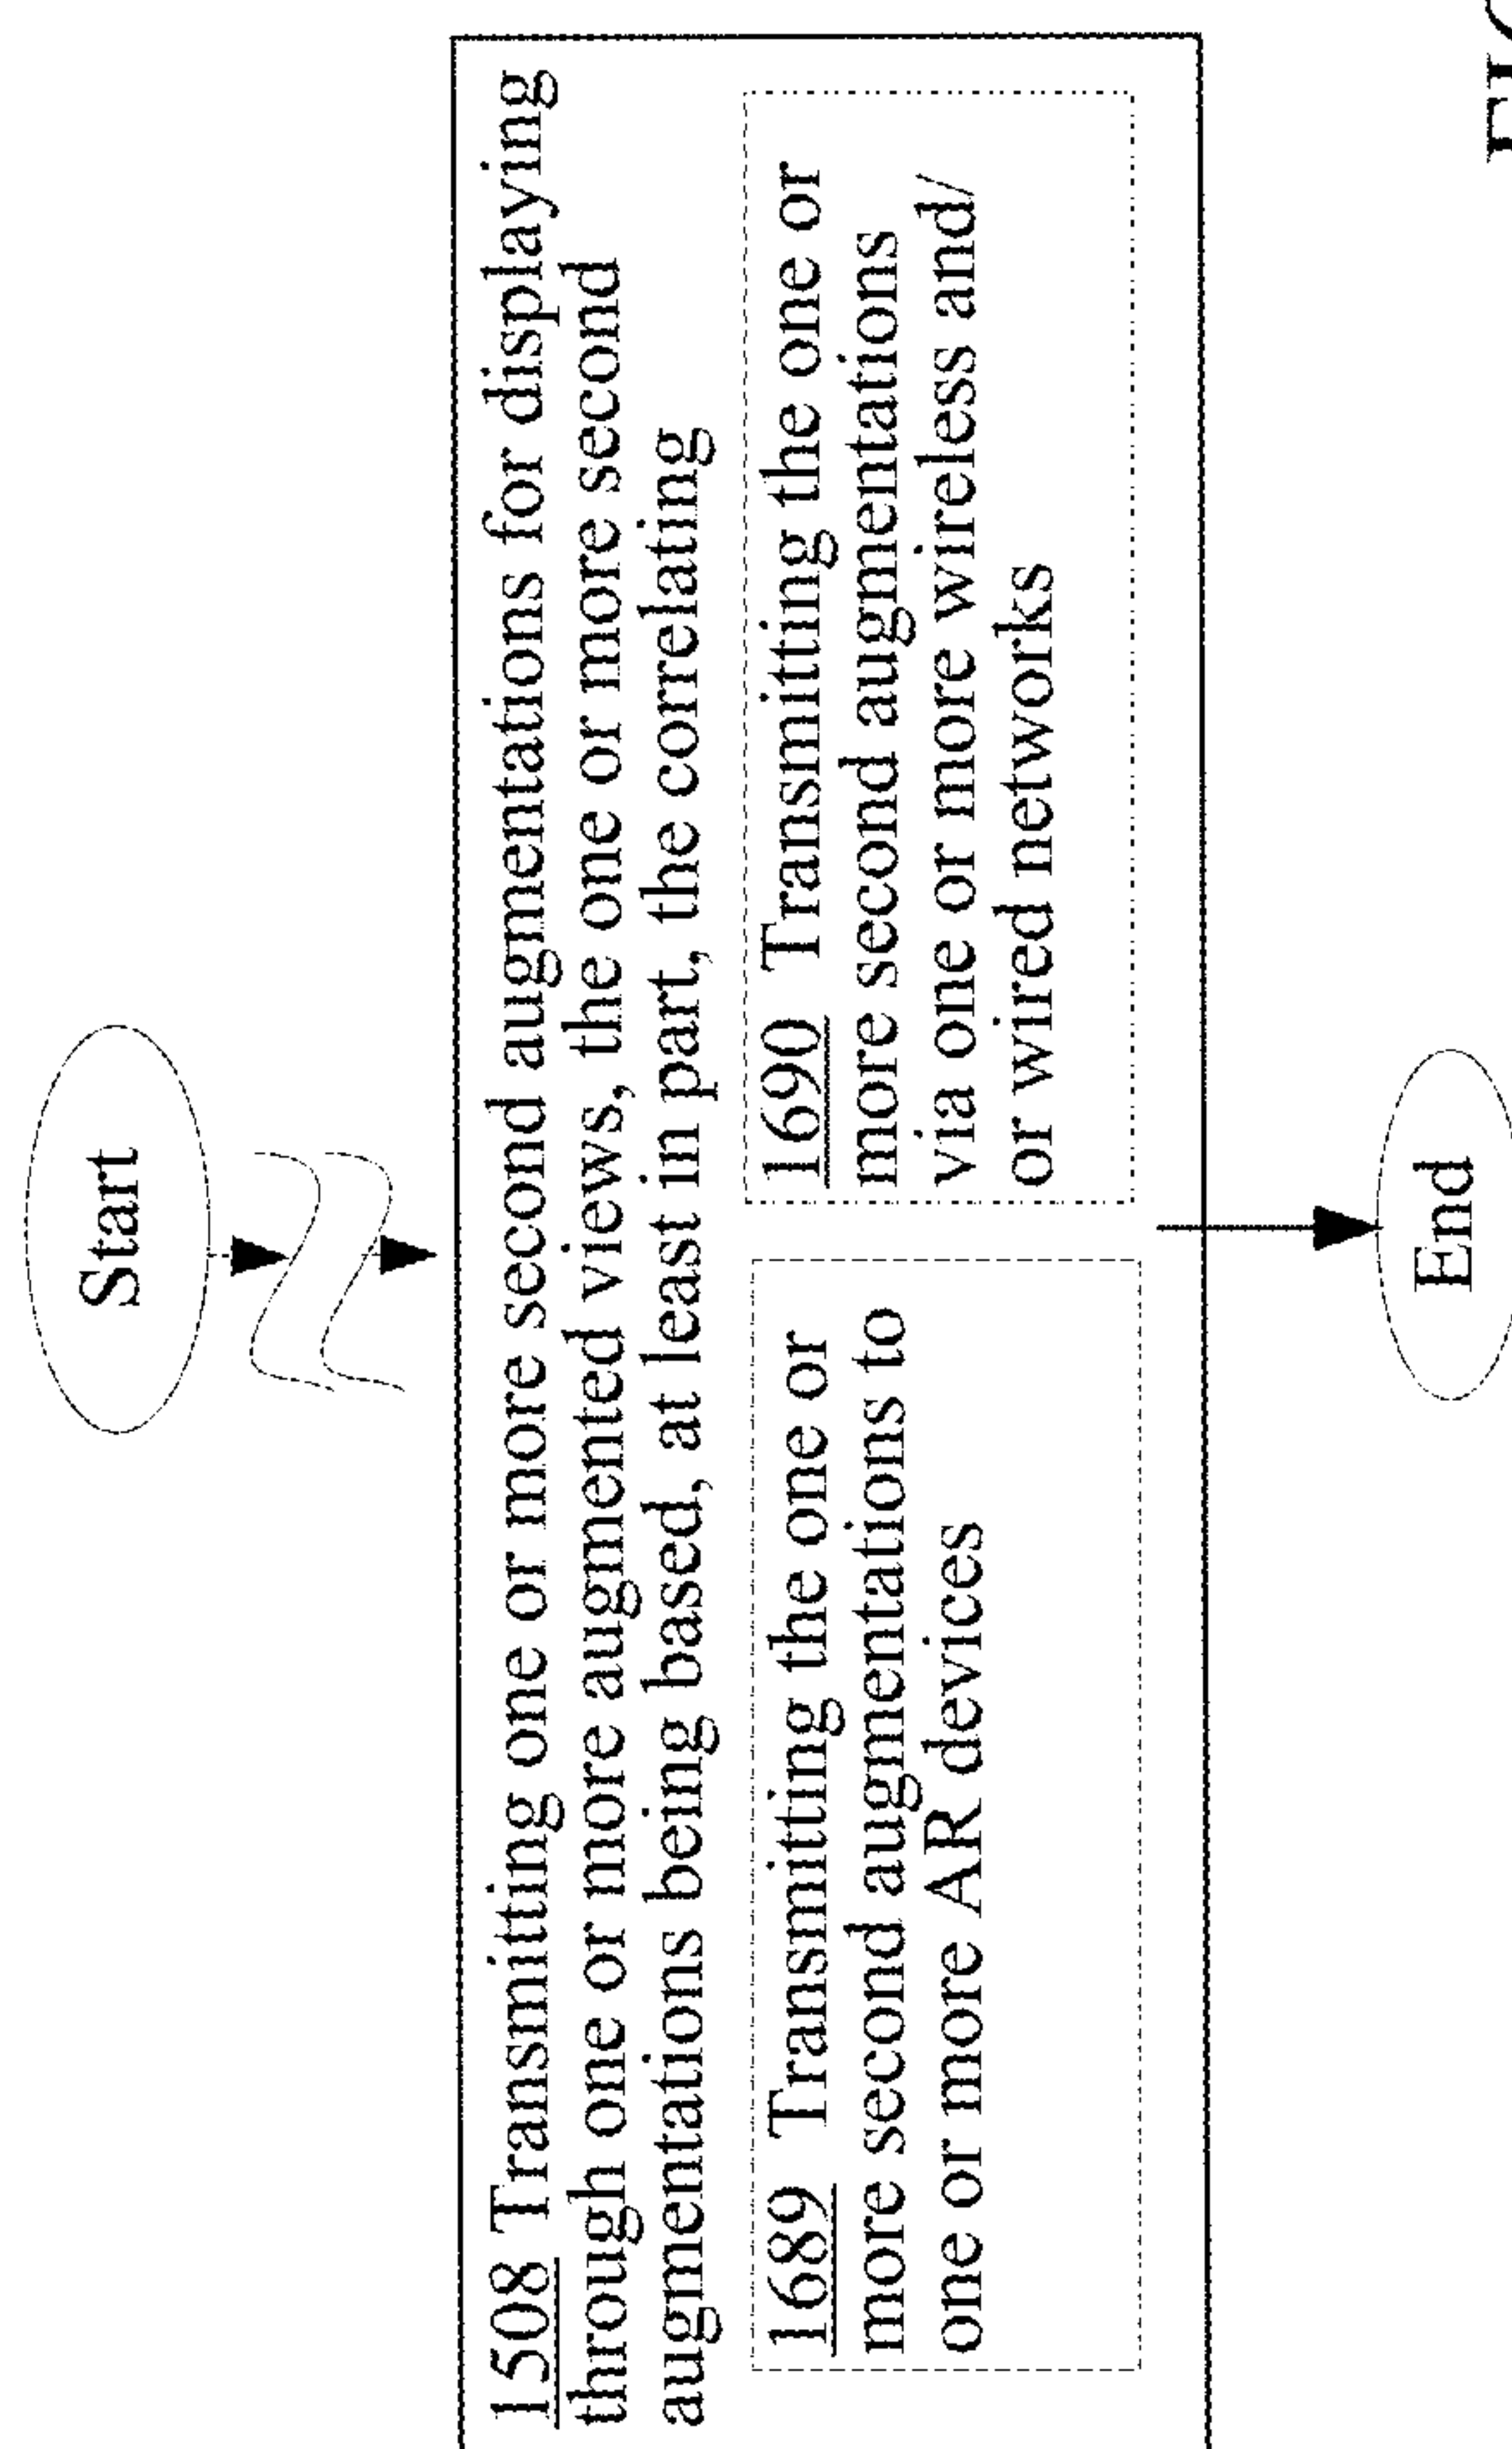 Start
1508 Transmitting one or more second augmentations for displaying
through one or more augmented views, the one or more second
augmentations being based, at least in part, the correlating
1689 Transmitting the one or
more second augmentations to
one or more AR devices
1690 Transmitting the one or
more second augmentations
via one or more wireless and/
or wired networks
End